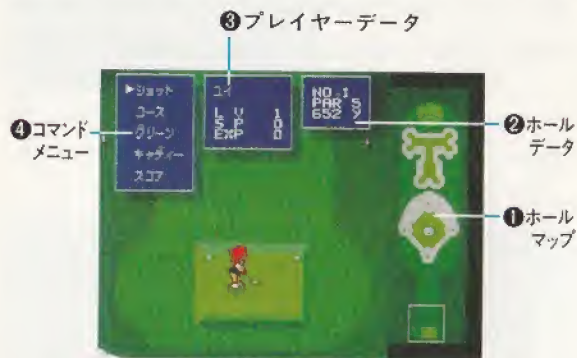 ❸プレイヤーデータ
▶ショット
コース
グリーン
キャディー
スコア
ユイ
LV 1
SP 0
EXP 0
NO.1
PAR 5
652 Y
❹コマンド
メニュー
❷ホール
データ
❶ホール
マップ